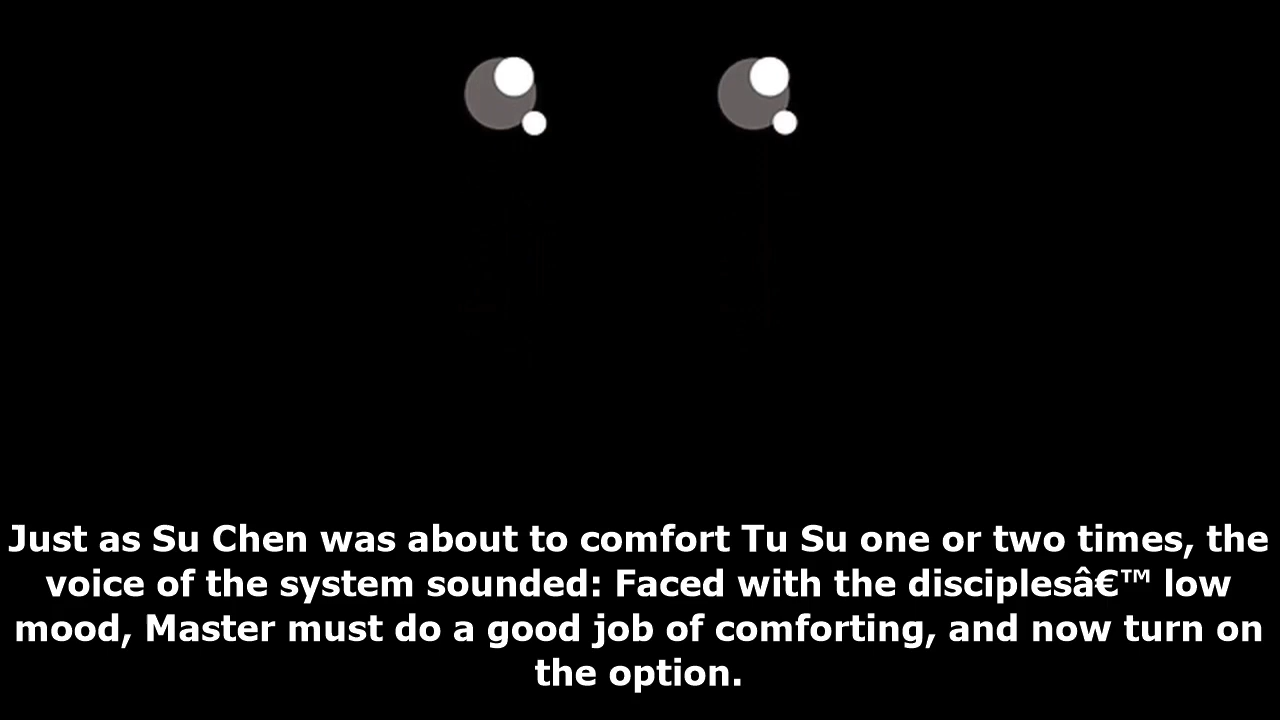 Just as Su Chen was about to comfort Tu Su one or two times, the
voice of the system sounded: Faced with the disciplesâ€™ low
mood, Master must do a good job of comforting, and now turn on
the option.